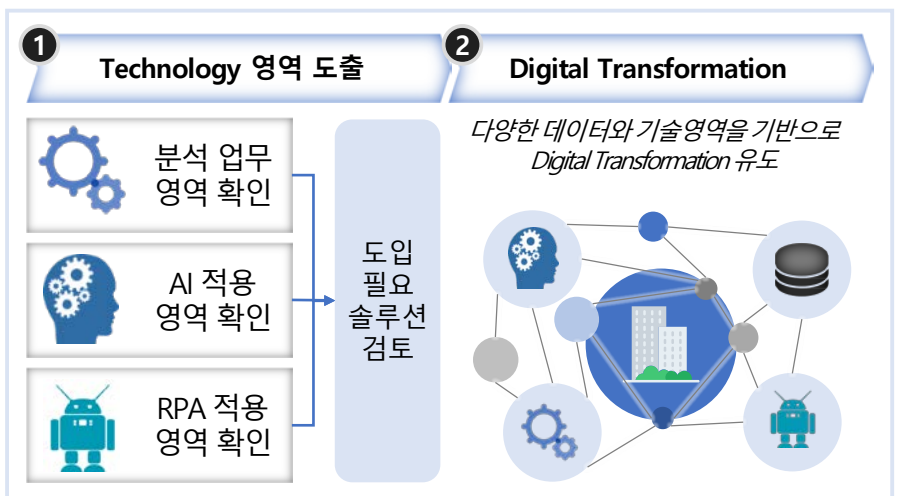 1
Technology 영역 도출
2
Digital Transformation
분석 업무
영역 확인
AI 적용
영역 확인
RPA 적용
영역 확인
도입
필요
솔루션
검토
다양한 데이터와 기술영역을 기반으로
Digital Transformation 유도